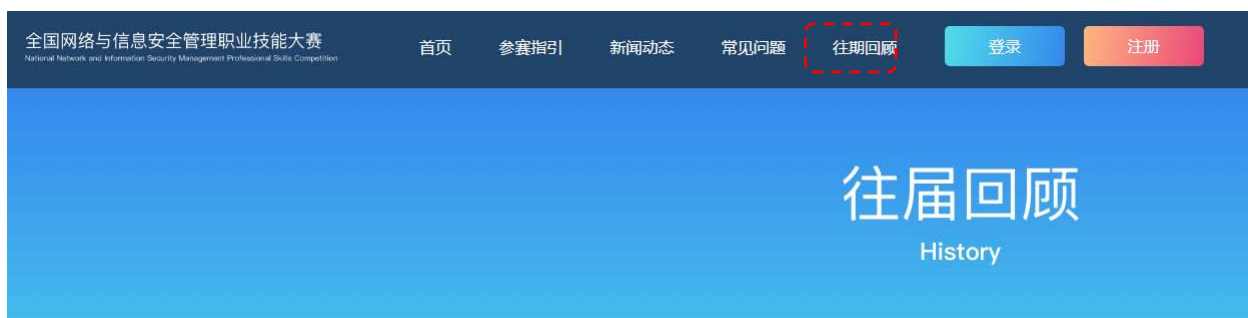 全国网络与信息安全管理职业技能大赛
National Network and Information Security Management Professional Skills Competition
首页 参赛指引 新闻动态 常见问题 往期回顾 登录 注册
往届回顾
History